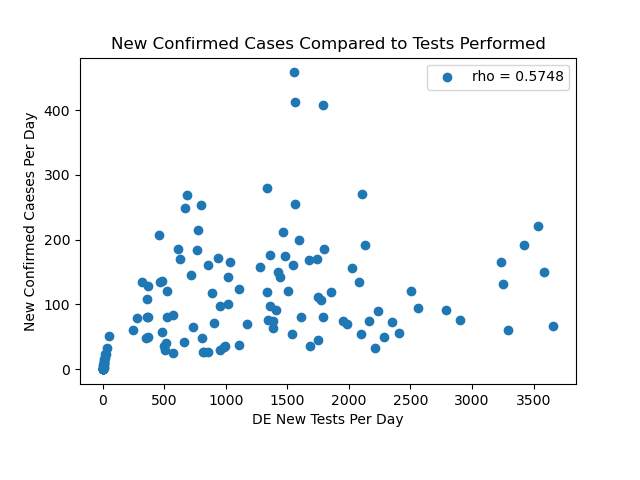 New Confirmed Cases Compared to Tests Performed
rho = 0.5748
New Confirmed Caeses Per Day
400
300
200
100
0
0 500 1000 1500 2000 2500 3000 3500
DE New Tests Per Day